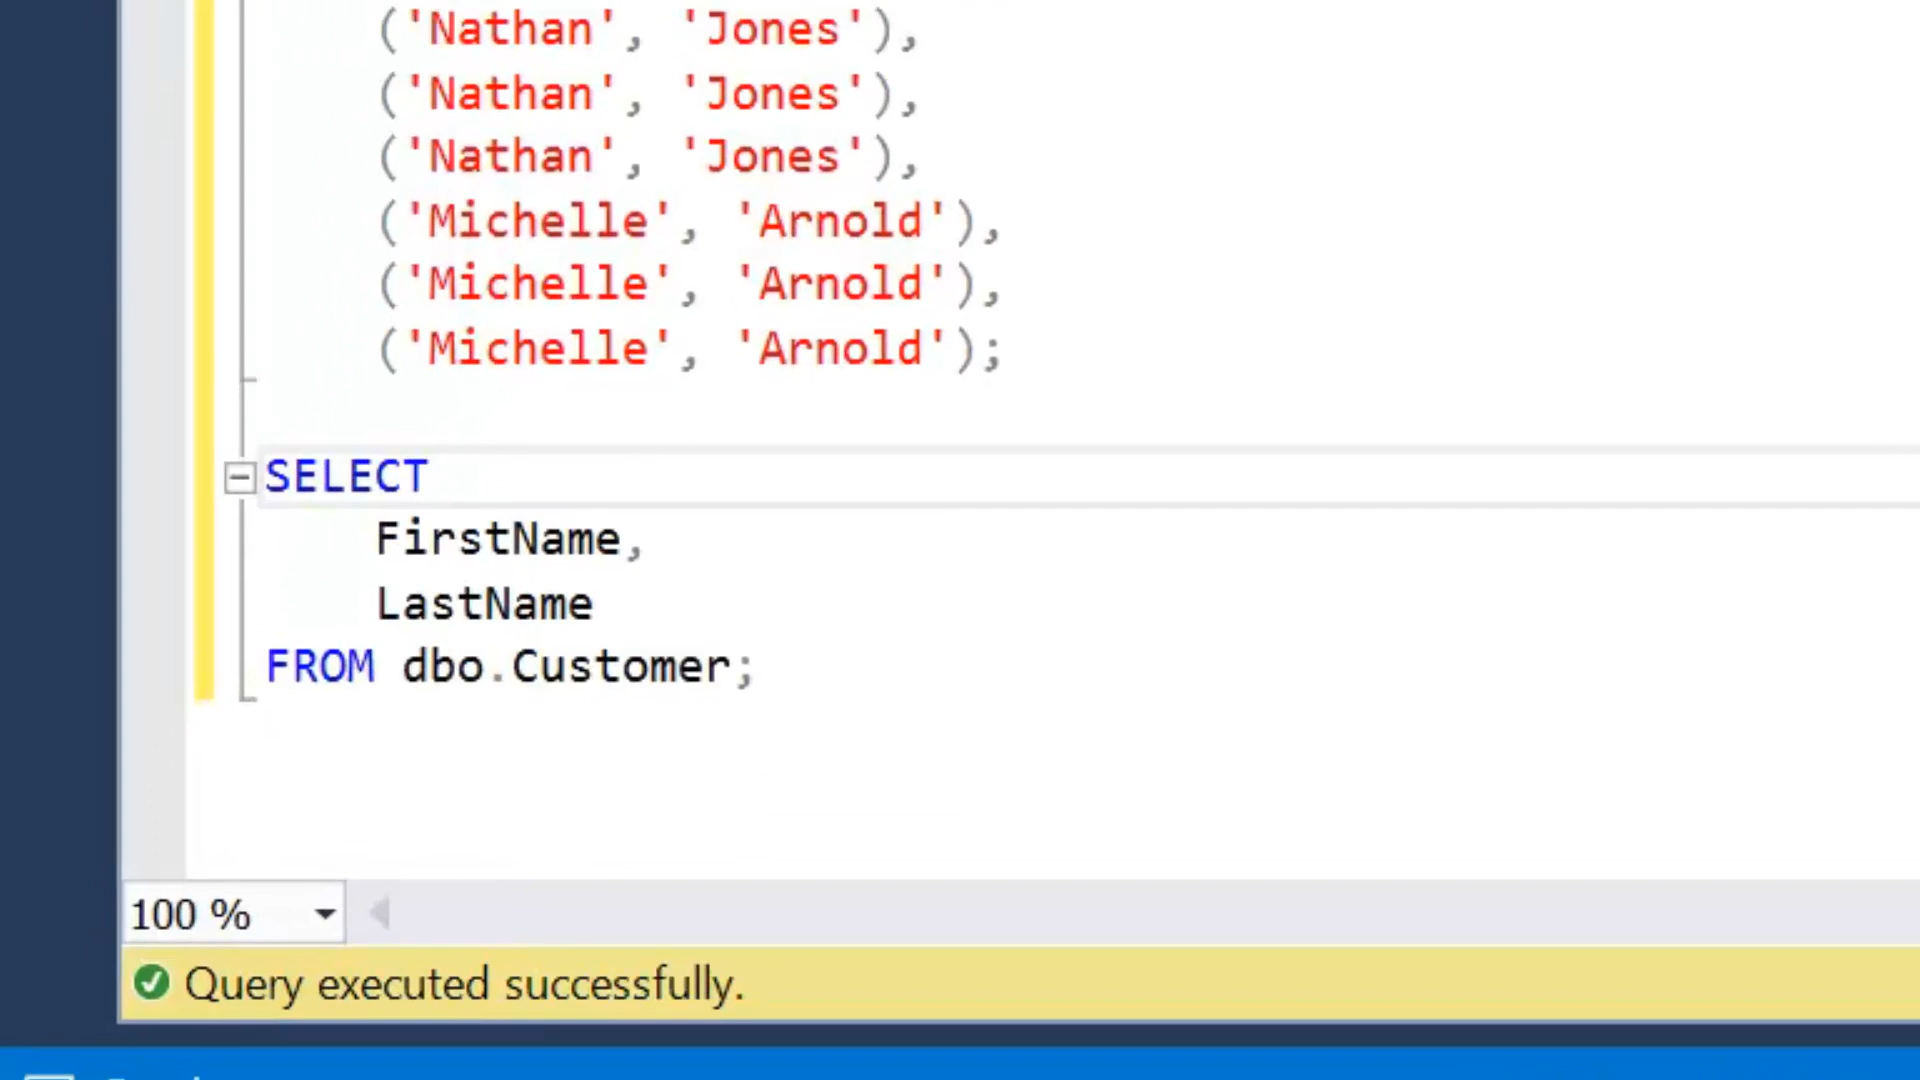 ('Nathan', 'Jones'),
('Nathan', 'Jones'),
('Nathan', 'Jones'),
('Michelle', 'Arnold'),
('Michelle', 'Arnold'),
('Michelle', 'Arnold');
SELECT
FirstName,
LastName
FROM dbo.Customer;
100 %
Query executed successfully.